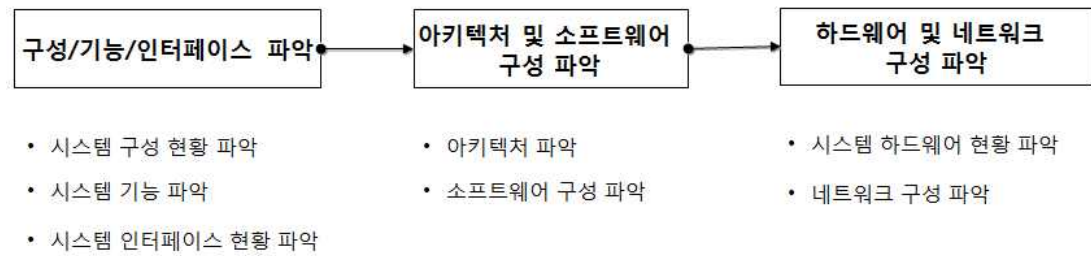 구성/기능/인터페이스 파악
아키텍처 및 소프트웨어
구성 파악
하드웨어 및 네트워크
구성 파악
• 시스템 구성 현황 파악
• 시스템 기능 파악
• 시스템 인터페이스 현황 파악
• 아키텍처 파악
• 소프트웨어 구성 파악
• 시스템 하드웨어 현황 파악
• 네트워크 구성 파악